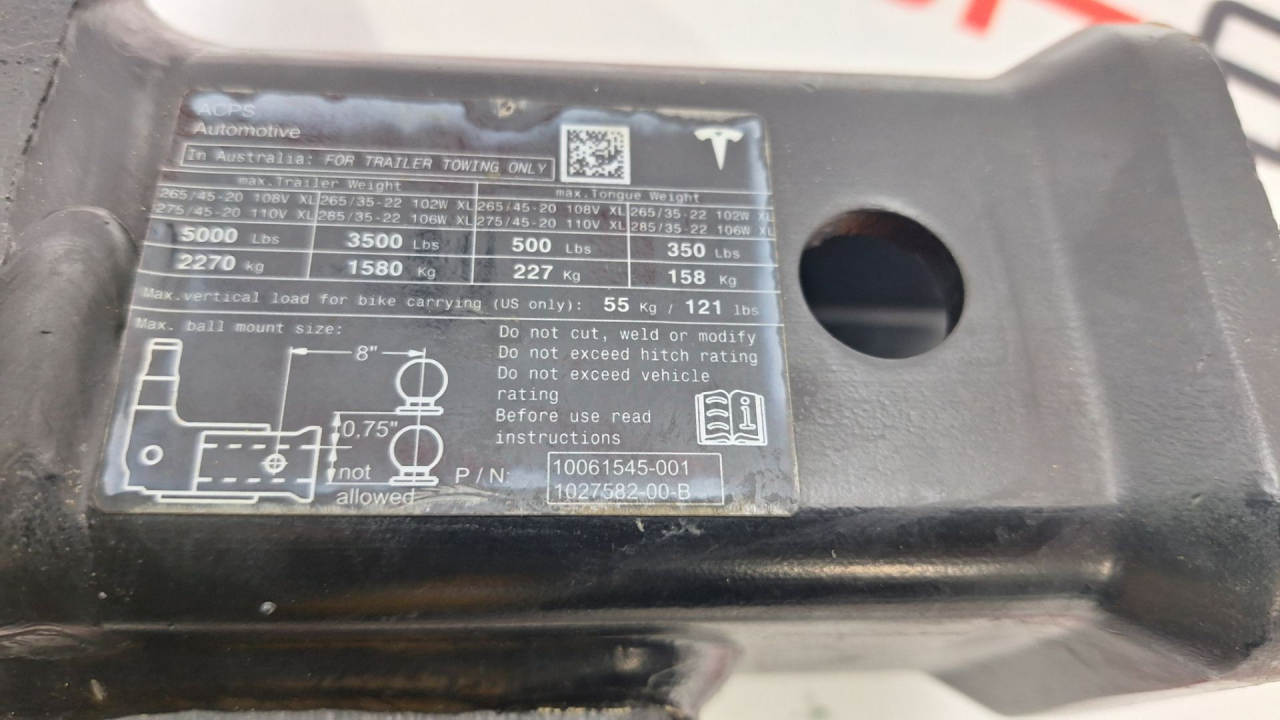 ACPS
Automotive
In Australia: FOR TRAILER TOWING ONLY
max.Trailer Weight
max.Tongue Weight
265/45-20 108V XL 265/35-22 102W XL 265/45-20 108V XL 265/35-22 102W XL
275/45-20 110V XL 285/35-22 106W XL 275/45-20 110V XL 285/35-22 106W XL
5000 Lbs 3500 Lbs 500 Lbs 350 Lbs
2270 kg 1580 Kg 227 Kg 158 Kg
Max.vertical load for bike carrying (US only): 55 Kg / 121 lbs
Max. ball mount size:
8"
0,75"
not
allowed
Do not cut, weld or modify
Do not exceed hitch rating
Do not exceed vehicle
rating
Before use read
instructions
P/N: 10061545-001
1027582-00-B